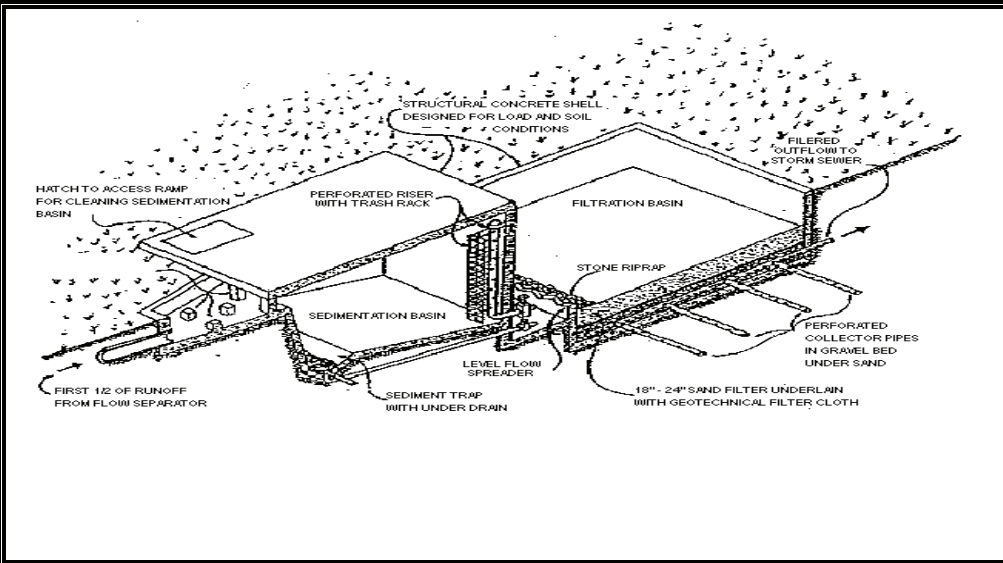 STRUCTURAL CONCRETE SHELL
DESIGNED FOR LOAD AND SOIL
CONDITIONS
FILERED
OUTFLOW TO
STORM SEWER
HATCH TO ACCESS RAMP
FOR CLEANING SEDIMENTATION
BASIN
PERFORATED RISER
WITH TRASH RACK
FILTRATION BASIN
STONE RIPRAP
SEDIMENTATION BASIN
PERFORATED
COLLECTOR PIPES
IN GRAVEL BED
UNDER SAND
LEVEL FLOW
SPREADER
FIRST 1/2 OF RUNOFF
FROM FLOW SEPARATOR
SEDIMENT TRAP
WITH UNDER DRAIN
18" - 24" SAND FILTER UNDERLAIN
WITH GEOTECHNICAL FILTER CLOTH